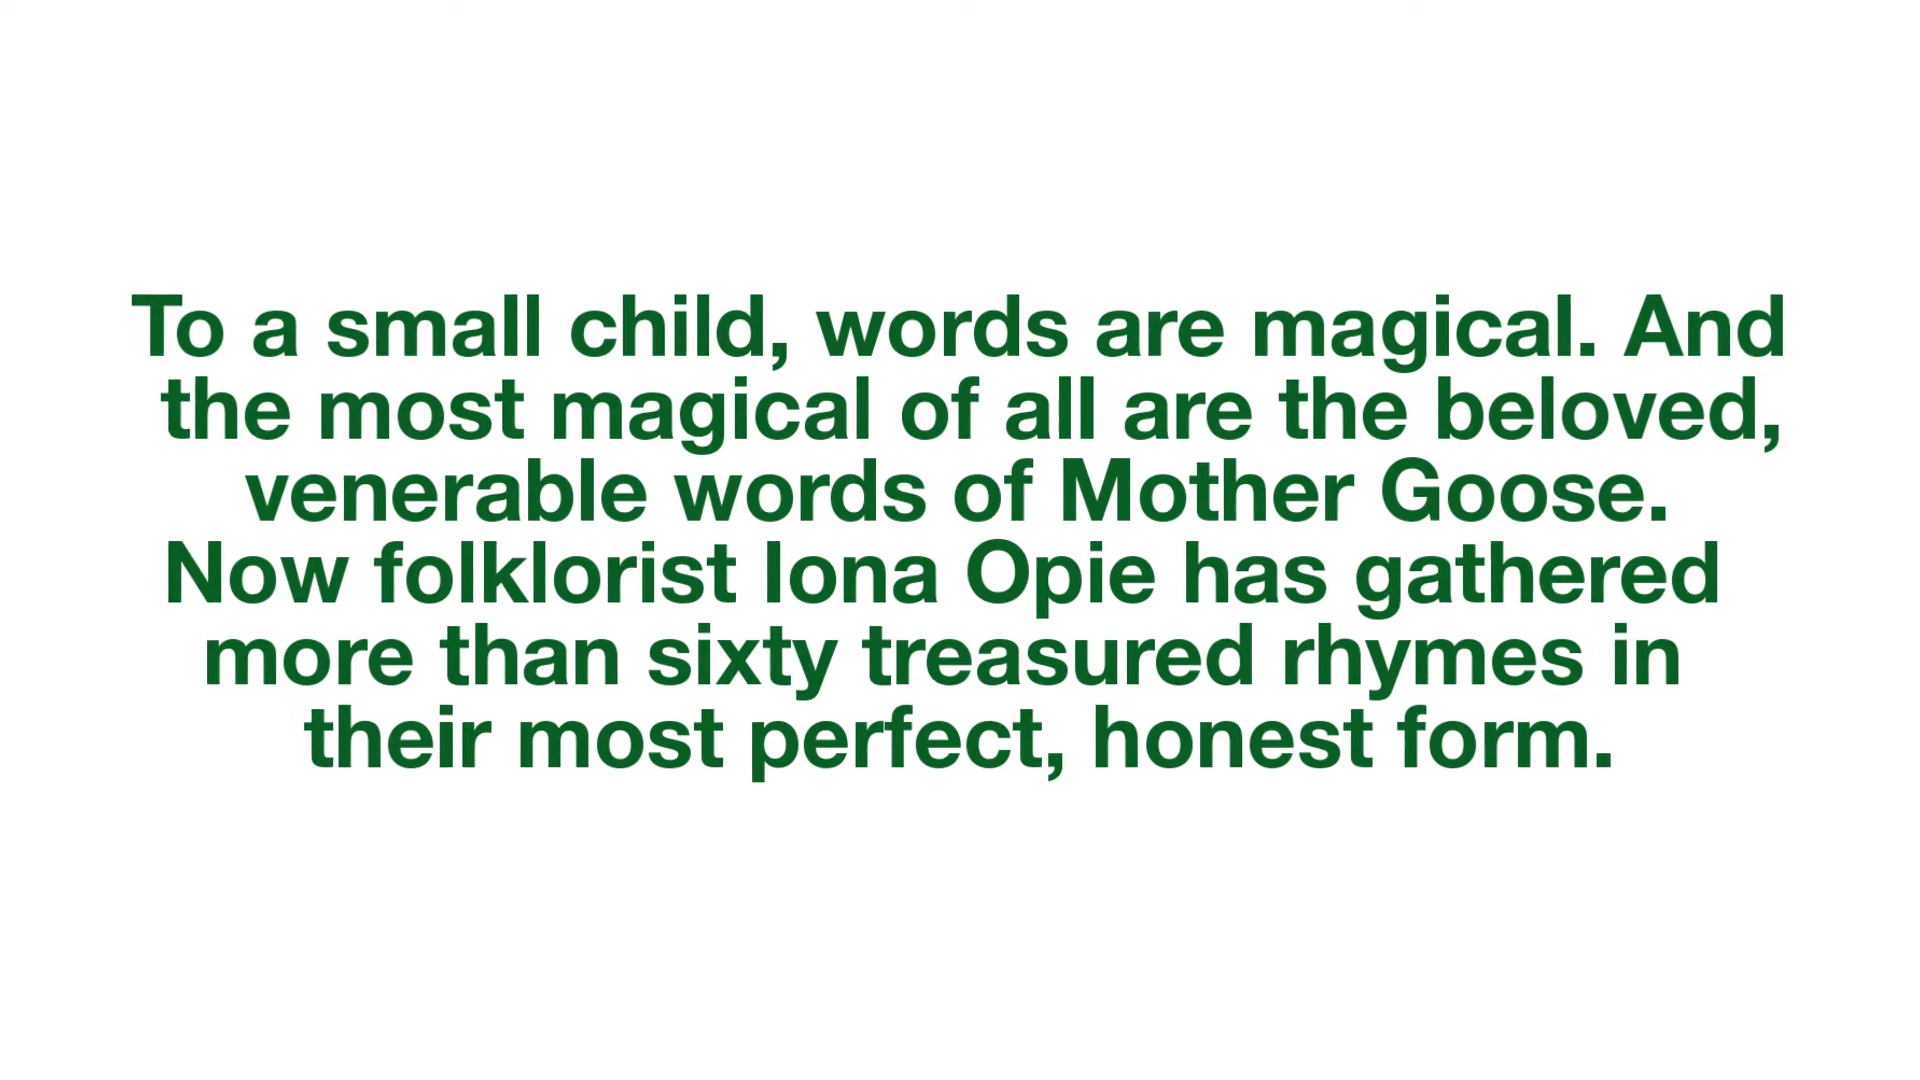 To a small child, words are magical. And
the most magical of all are the beloved,
venerable words of Mother Goose.
Now folklorist Iona Opie has gathered
more than sixty treasured rhymes in
their most perfect, honest form.